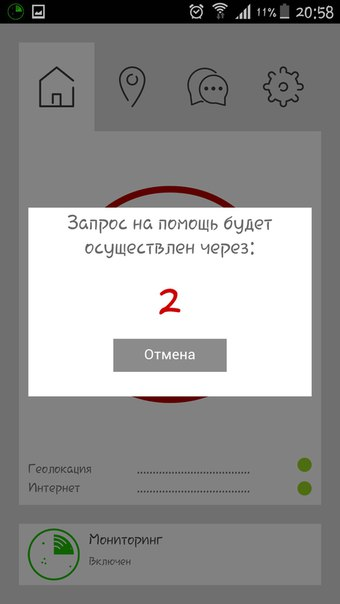 11% 20:58
Запрос на помощь будет
осуществлен через:
2
Отмена
Геолокация ....................................
Интернет ....................................
Мониторинг
Включен